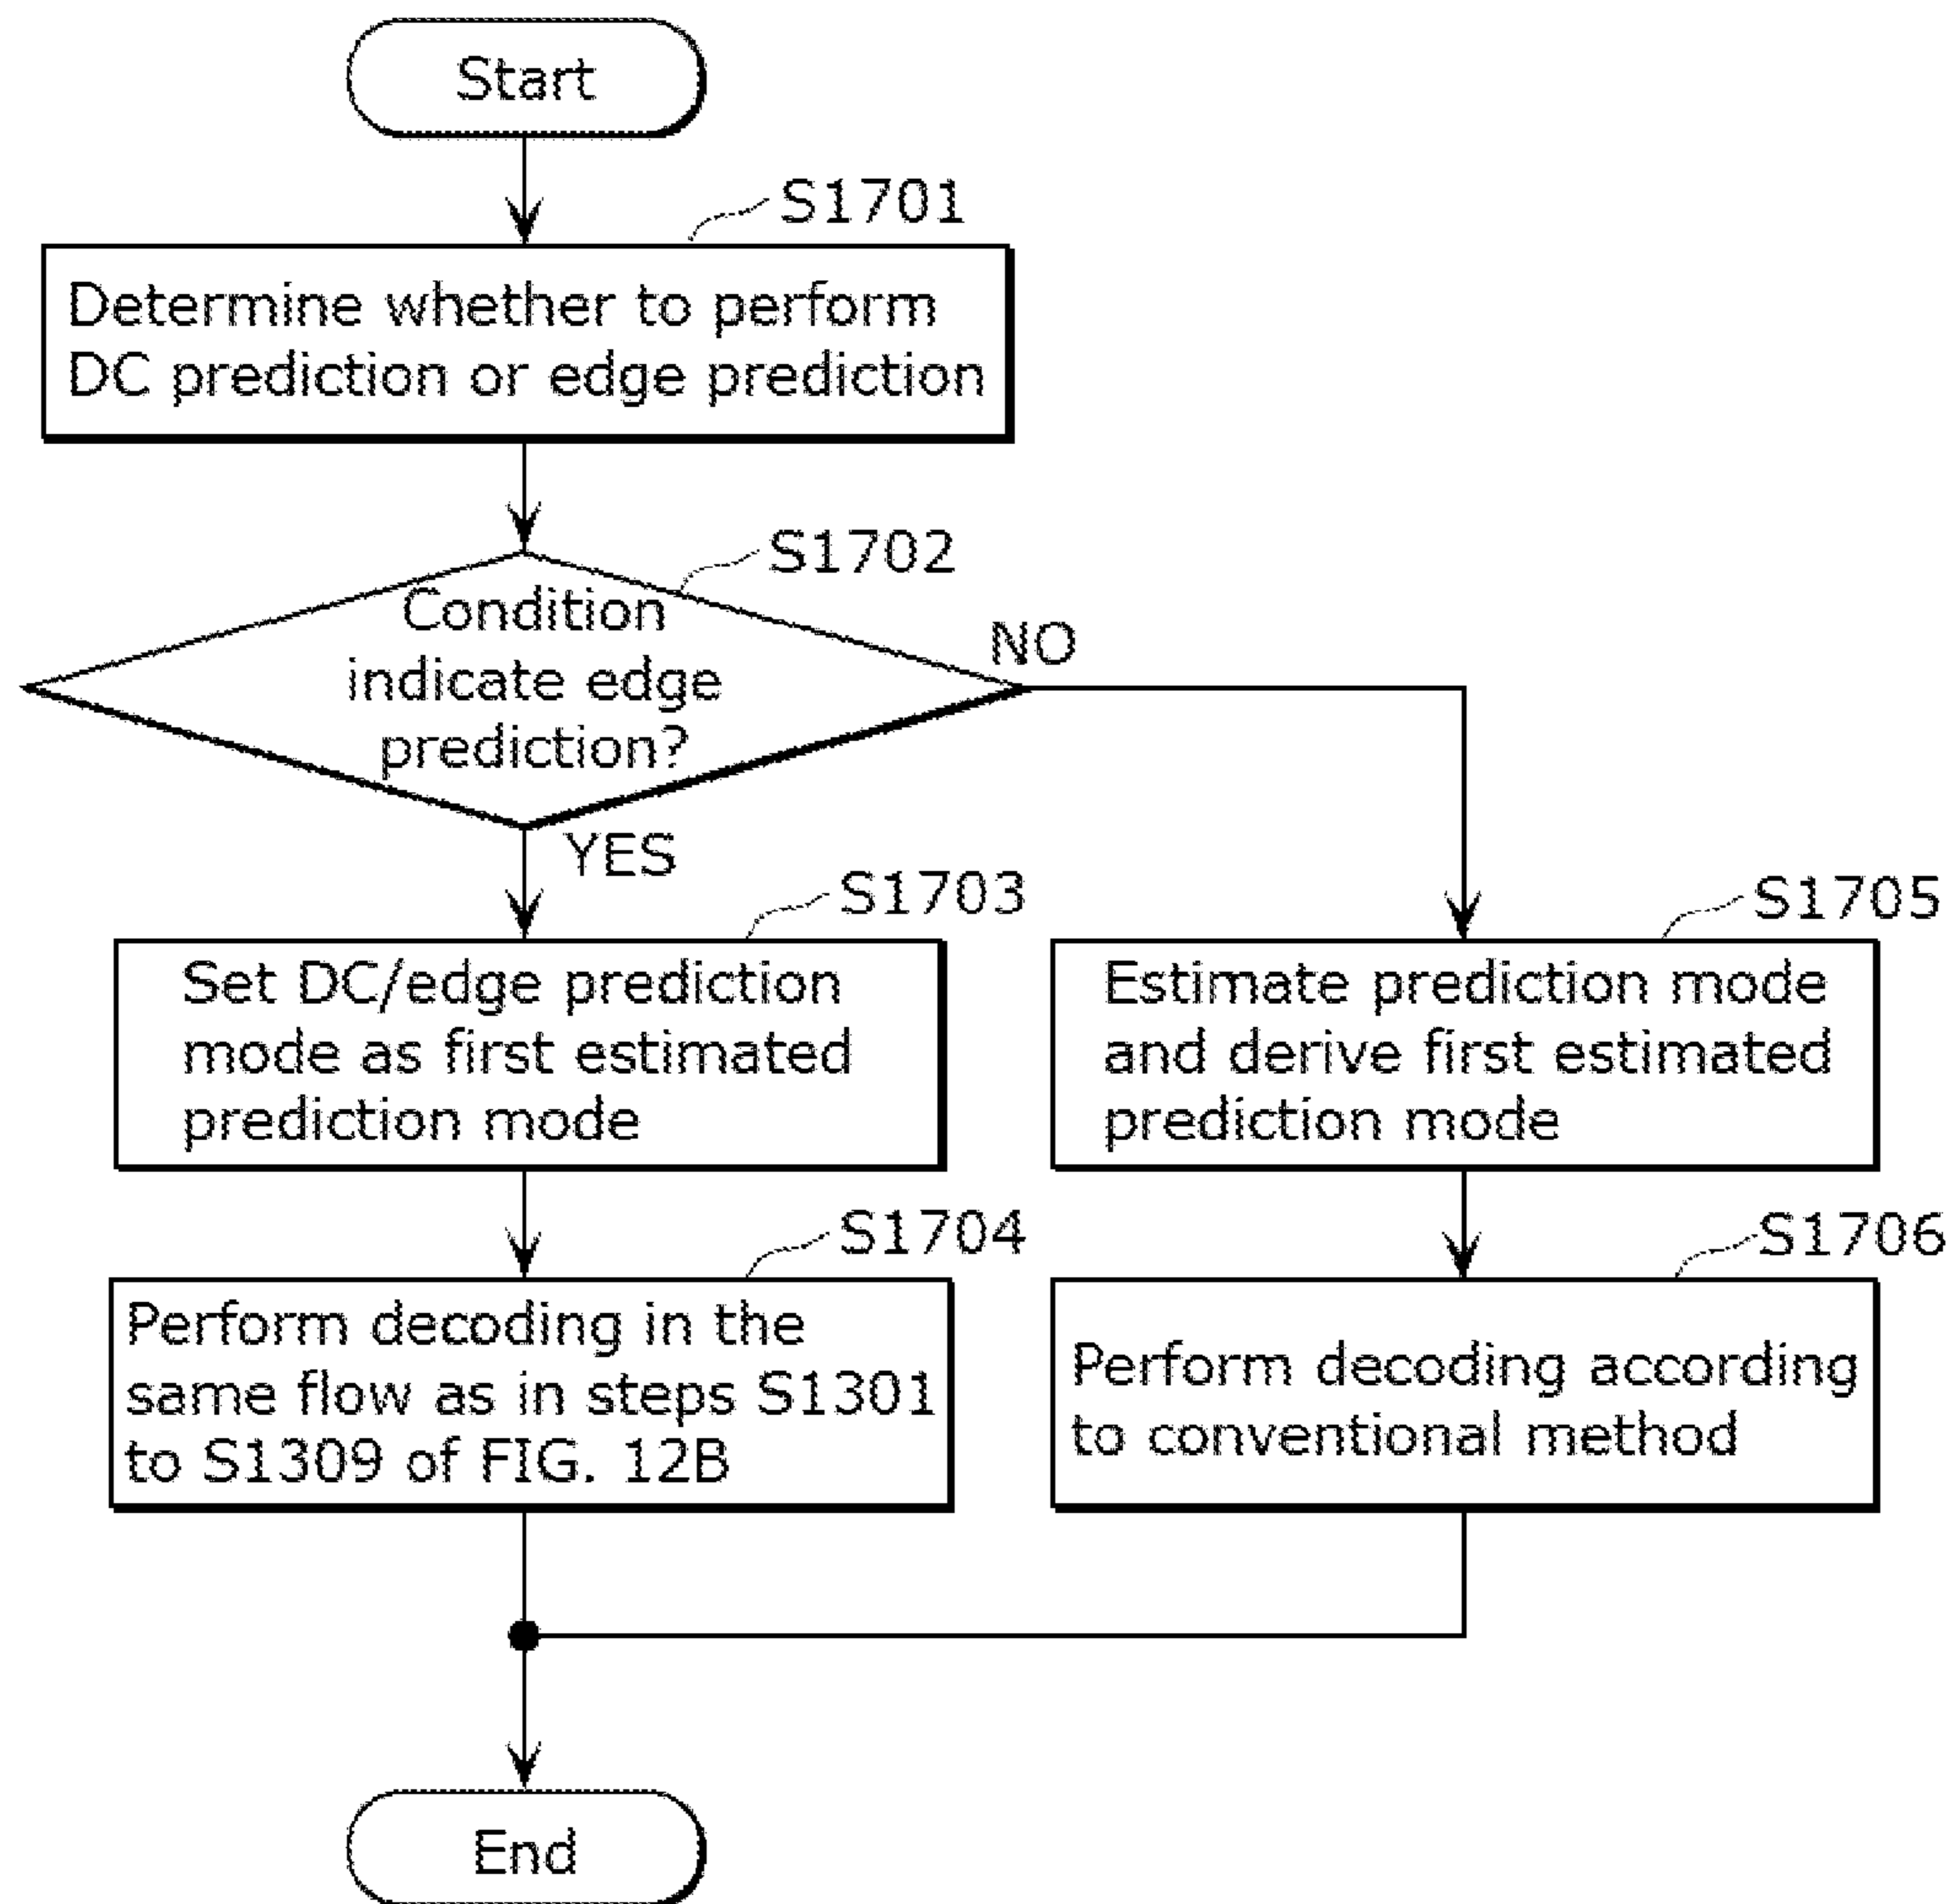 Start
S1701
Determine whether to perform
DC prediction or edge prediction
S1702
Condition
indicate edge
prediction?
NO
YES
S1703
Set DC/edge prediction
mode as first estimated
prediction mode
S1705
Estimate prediction mode
and derive first estimated
prediction mode
S1704
Perform decoding in the
same flow as in steps S1301
to S1309 of FIG. 12B
S1706
Perform decoding according
to conventional method
End